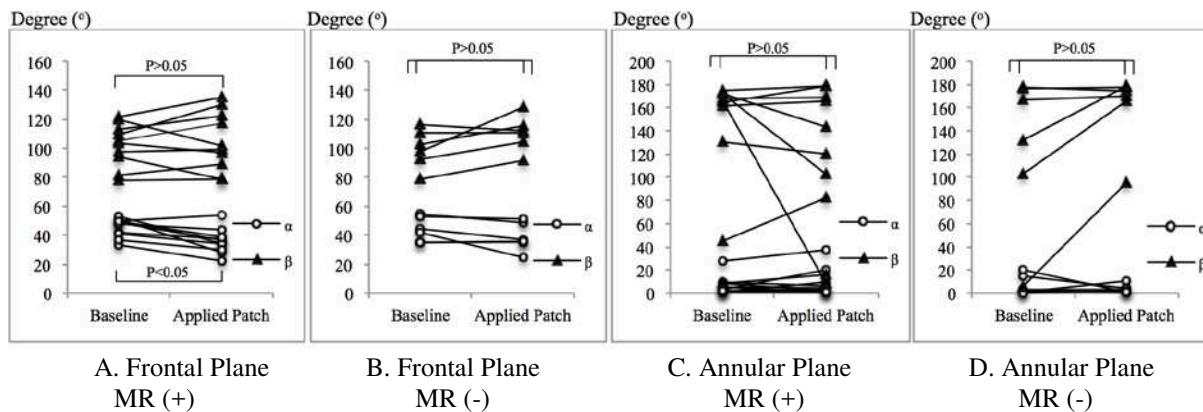 Degree (º) Degree (º) Degree (º) Degree (º)
160 160 200 200
P>0.05 P>0.05 P>0.05 P>0.05
140 140 180 180
120 120 160 160
100 100 140 140
80 80 120 120
60 60 100 100
40 40 80 80
20 20 60 60
0 0 40 40
20 20
0 0
α α α α
β β β β
P<0.05
Baseline Applied Patch Baseline Applied Patch Baseline Applied Patch Baseline Applied Patch
A. Frontal Plane B. Frontal Plane C. Annular Plane D. Annular Plane
MR (+) MR (-) MR (+) MR (-)